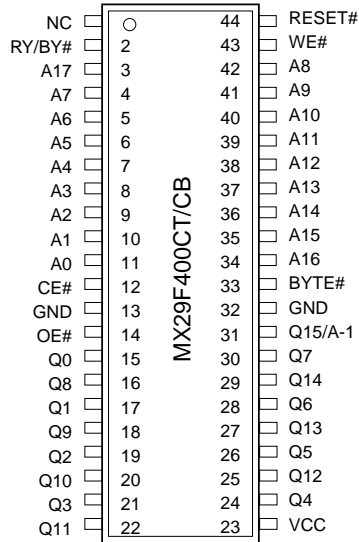 NC 44 RESET#
RY/BY# 2 43 WE#
A17 3 42 A8
A7 4 41 A9
A6 5 40 A10
A5 6 39 A11
A4 7 38 A12
A3 8 37 A13
A2 9 36 A14
A1 10 35 A15
A0 11 34 A16
CE# 12 33 BYTE#
GND 13 32 GND
OE# 14 31 Q15/A-1
Q0 15 30 Q7
Q8 16 29 Q14
Q1 17 28 Q6
Q9 18 27 Q13
Q2 19 26 Q5
Q10 20 25 Q12
Q3 21 24 Q4
Q11 22 23 VCC
MX29F400CT/CB